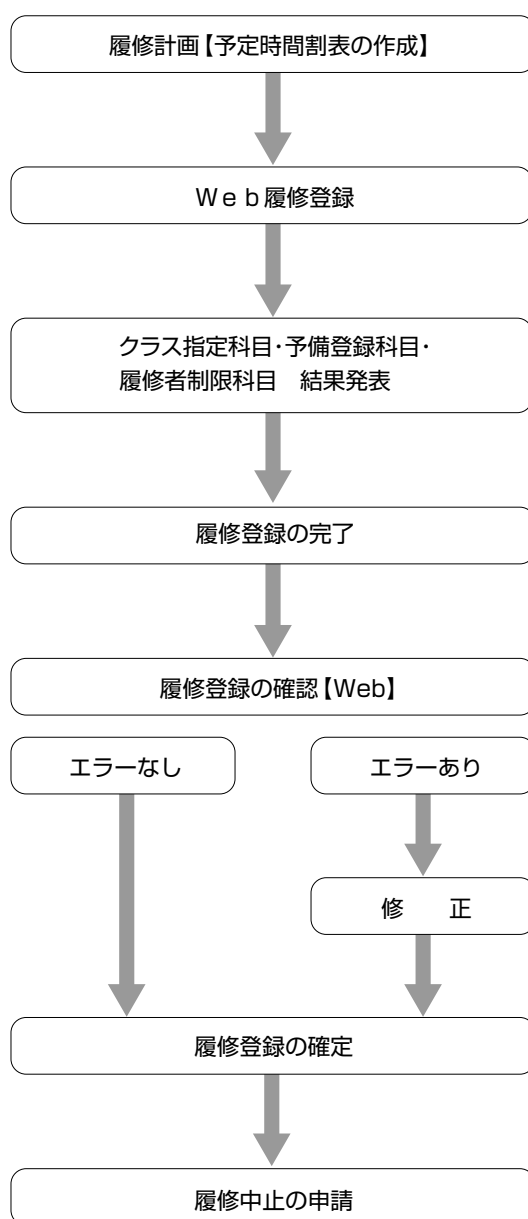 履修計画【予定時間割表の作成】
Ｗｅｂ履修登録
クラス指定科目・予備登録科目・
履修者制限科目　結果発表
履修登録の完了
履修登録の確認【Web】
エラーなし
エラーあり
修　　正
履修登録の確定
履修中止の申請